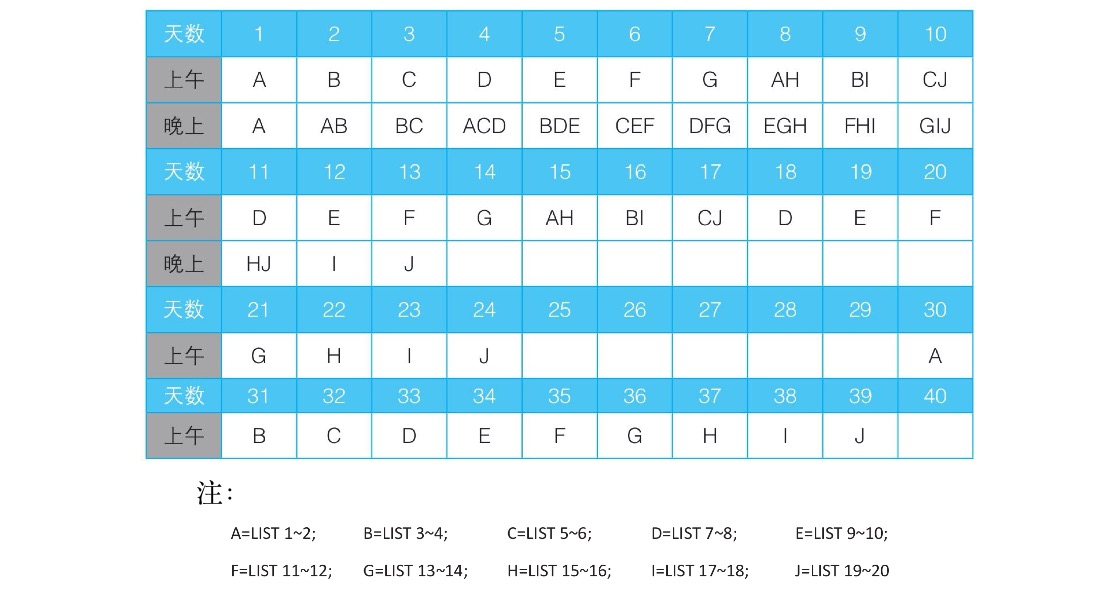 天数 1 2 3 4 5 6 7 8 9 10
上午 A B C D E F G AH BI CJ
晚上 A AB BC ACD BDE CEF DFG EGH FHI GIJ
天数 11 12 13 14 15 16 17 18 19 20
上午 D E F G AH BI CJ D E F
晚上 HJ I J
天数 21 22 23 24 25 26 27 28 29 30
上午 G H I J A
天数 31 32 33 34 35 36 37 38 39 40
上午 B C D E F G H I J
注:
A=LIST 1~2; B=LIST 3~4; C=LIST 5~6; D=LIST 7~8; E=LIST 9~10;
F=LIST 11~12; G=LIST 13~14; H=LIST 15~16; I=LIST 17~18; J=LIST 19~20